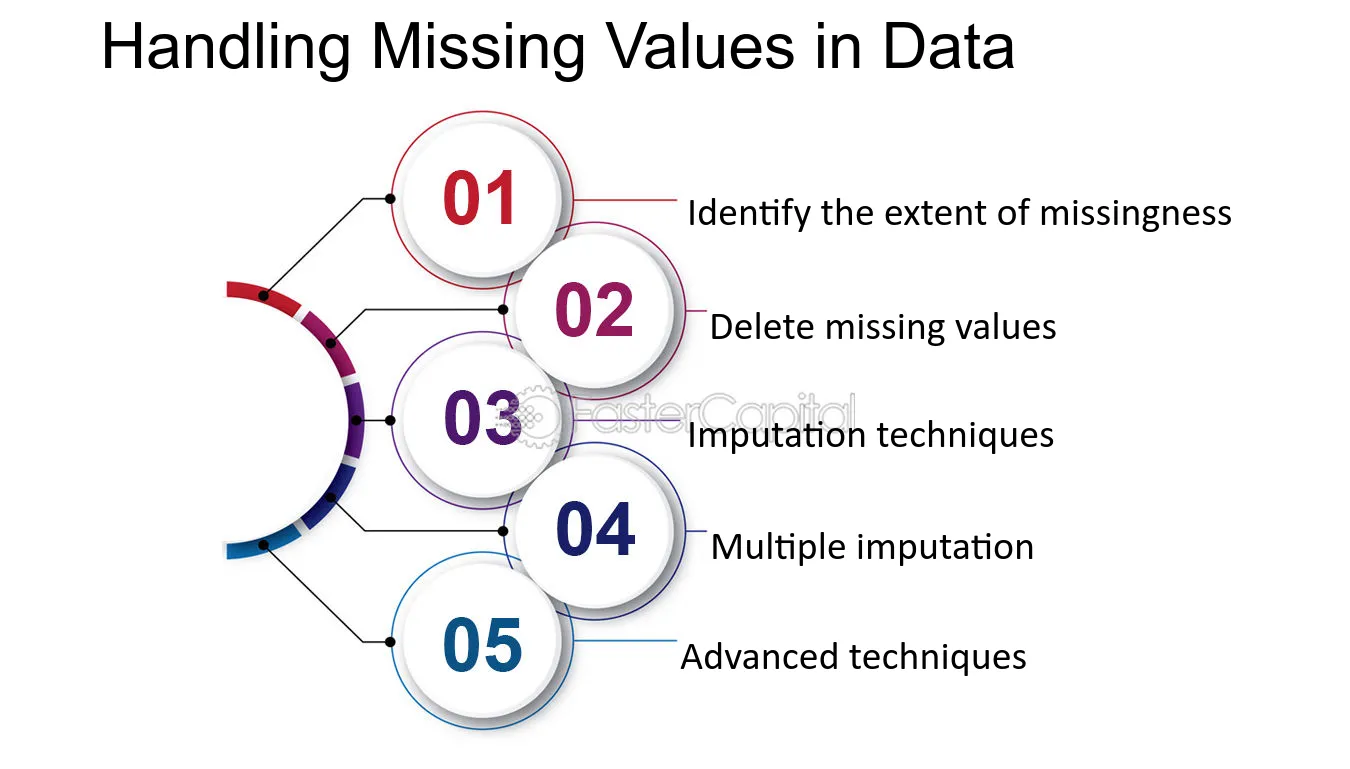 Handling Missing Values in Data
01
Identify the extent of missingness
02
Delete missing values
03
FasterCapital
Imputation techniques
04
Multiple imputation
05
Advanced techniques